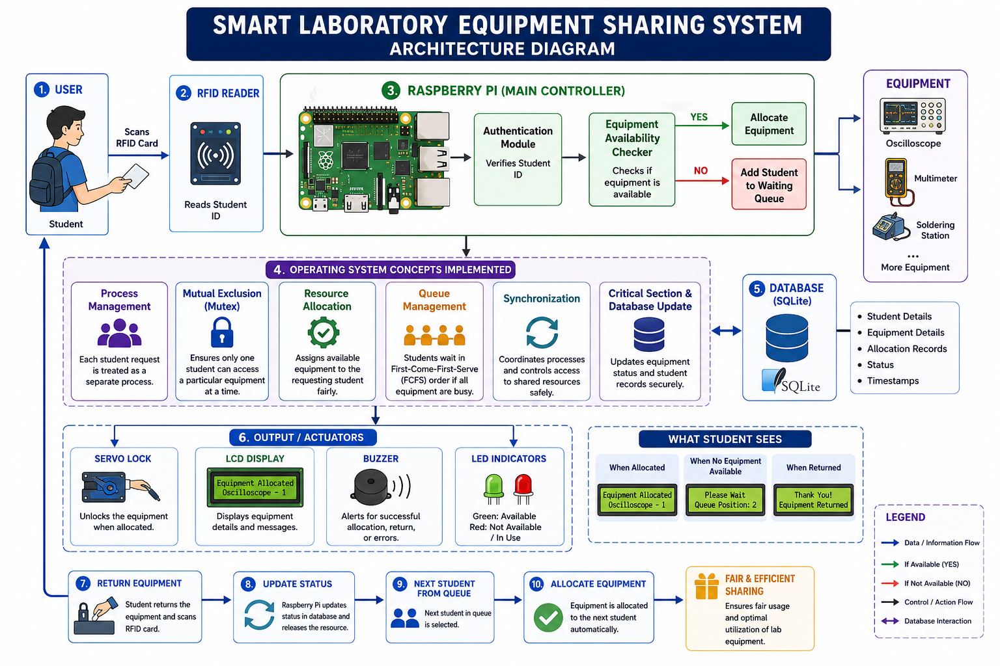 SMART LABORATORY EQUIPMENT SHARING SYSTEM
ARCHITECTURE DIAGRAM
1. USER
Student
Scans
RFID Card
2. RFID READER
Reads Student
ID
3. RASPBERRY PI (MAIN CONTROLLER)
Authentication
Module
Verifies Student
ID
Equipment
Availability
Checker
Checks if
equipment is
available
YES
Allocate
Equipment
NO
Add Student
to Waiting
Queue
EQUIPMENT
Oscilloscope
Multimeter
Soldering
Station
...
More Equipment
4. OPERATING SYSTEM CONCEPTS IMPLEMENTED
Process
Management
Each student request
is treated as a
separate process.
Mutual Exclusion
(Mutex)
Ensures only one
student can access
a particular equipment
at a time.
Resource
Allocation
Assigns available
equipment to the
requesting student
fairly.
Queue
Management
Students wait in
First-Come-First-Serve
(FCFS) order if all
equipment are busy.
Synchronization
Coordinates processes
and controls access
to shared resources
safely.
Critical Section &
Database Update
Updates equipment
status and student
records securely.
5. DATABASE
(SQLite)
SQLite
• Student Details
• Equipment Details
• Allocation Records
• Status
• Timestamps
6. OUTPUT / ACTUATORS
SERVO LOCK
Unlocks the equipment
when allocated.
LCD DISPLAY
Equipment Allocated
Oscilloscope - 1
Displays equipment
details and messages.
BUZZER
Alerts for successful
allocation, return,
or errors.
LED INDICATORS
Green: Available
Red: Not Available
/ In Use
WHAT STUDENT SEES
When Allocated
Equipment Allocated
Oscilloscope - 1
When No Equipment
Available
Please Wait
Queue Position: 2
When Returned
Thank You!
Equipment Returned
LEGEND
Data / Information Flow
If Available (YES)
If Not Available (NO)
Control / Action Flow
Database Interaction
7. RETURN EQUIPMENT
Student returns the
equipment and scans
RFID card.
8. UPDATE STATUS
Raspberry Pi updates
status in database and
releases the resource.
9. NEXT STUDENT
FROM QUEUE
Next student in queue
is selected.
10. ALLOCATE EQUIPMENT
Equipment is allocated
to the next student
automatically.
FAIR & EFFICIENT
SHARING
Ensures fair usage
and optimal
utilization of lab
equipment.